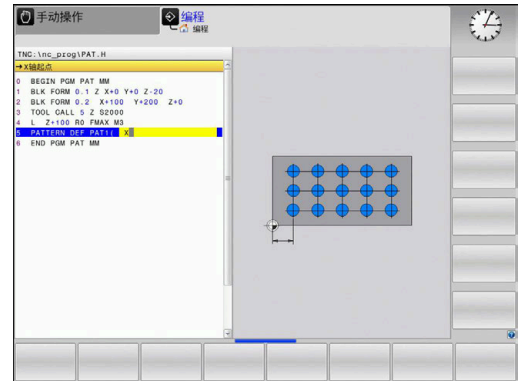 手动操作
编程
编程
TNC:\nc_prog\PAT.H
→X轴起点
0 BEGIN PGM PAT MM
1 BLK FORM 0.1 Z X+0 Y+0 Z-20
2 BLK FORM 0.2 X+100 Y+200 Z+0
3 TOOL CALL 5 Z S2000
4 L Z+100 R0 FMAX M3
5 PATTERN DEF PAT1( X
6 END PGM PAT MM